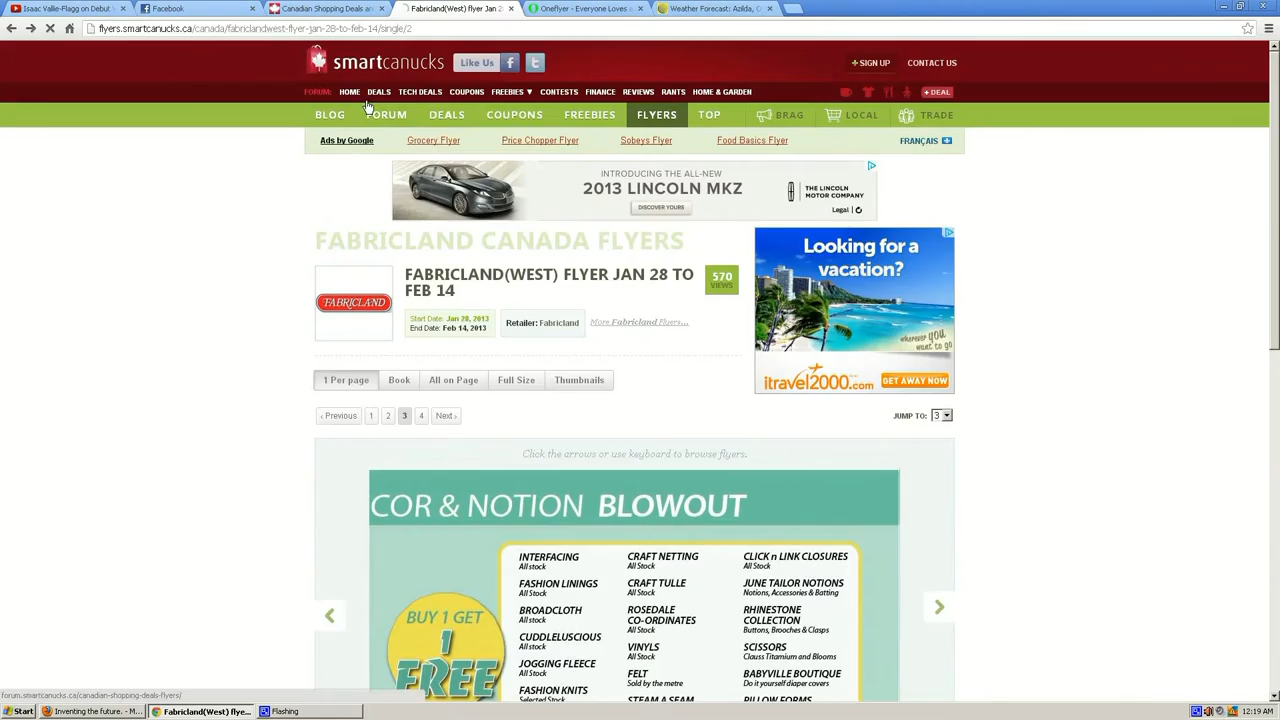 Isaac Vallie-Flagg on Debut V
Facebook
Canadian Shopping Deals an
Fabricland(West) flyer Jan 28
Oneflyer - Everyone Loves a
Weather Forecast: Azilda, O
flyers.smartcanucks.ca/canada/fabriclandwest-flyer-jan-28-to-feb-14/single/2
smartcanucks
Like Us
+ SIGN UP
CONTACT US
FORUM: HOME DEALS TECH DEALS COUPONS FREEBIES ▼ CONTESTS FINANCE REVIEWS RANTS HOME & GARDEN
+ DEAL
BLOG FORUM DEALS COUPONS FREEBIES FLYERS TOP BRAG LOCAL TRADE
Ads by Google Grocery Flyer Price Chopper Flyer Sobeys Flyer Food Basics Flyer
FRANÇAIS
INTRODUCING THE ALL-NEW
2013 LINCOLN MKZ
DISCOVER YOURS
THE LINCOLN
MOTOR COMPANY
Legal
FABRICLAND CANADA FLYERS
FABRICLAND
FABRICLAND(WEST) FLYER JAN 28 TO
FEB 14
570
VIEWS
Start Date: Jan 28, 2013
End Date: Feb 14, 2013
Retailer: Fabricland
More Fabricland Flyers...
Looking for a
vacation?
wherever you
want to go
itravel2000.com
GET AWAY NOW
1 Per page Book All on Page Full Size Thumbnails
‹ Previous 1 2 3 4 Next ›
JUMP TO: 3
Click the arrows or use keyboard to browse flyers.
COR & NOTION BLOWOUT
BUY 1 GET
1
FREE
INTERFACING
All stock
FASHION LININGS
All Stock
BROADCLOTH
All Stock
CUDDLELUSCIOUS
All stock
JOGGING FLEECE
All Stock
FASHION KNITS
Selected Stock
CRAFT NETTING
All Stock
CRAFT TULLE
All Stock
ROSEDALE
CO-ORDINATES
All Stock
VINYLS
All Stock
FELT
Sold by the metre
STEAM A SEAM
CLICK n LINK CLOSURES
All Stock
JUNE TAILOR NOTIONS
Notions, Accessories & Batting
RHINESTONE
COLLECTION
Buttons, Brooches & Clasps
SCISSORS
Clauss Titamium and Blooms
BABYVILLE BOUTIQUE
Do it yourself diaper covers
PILLOW FORMS
forum.smartcanucks.ca/canadian-shopping-deals-flyers/
Start
Inventing the future. - M...
Fabricland(West) flye...
Flashing
12:19 AM